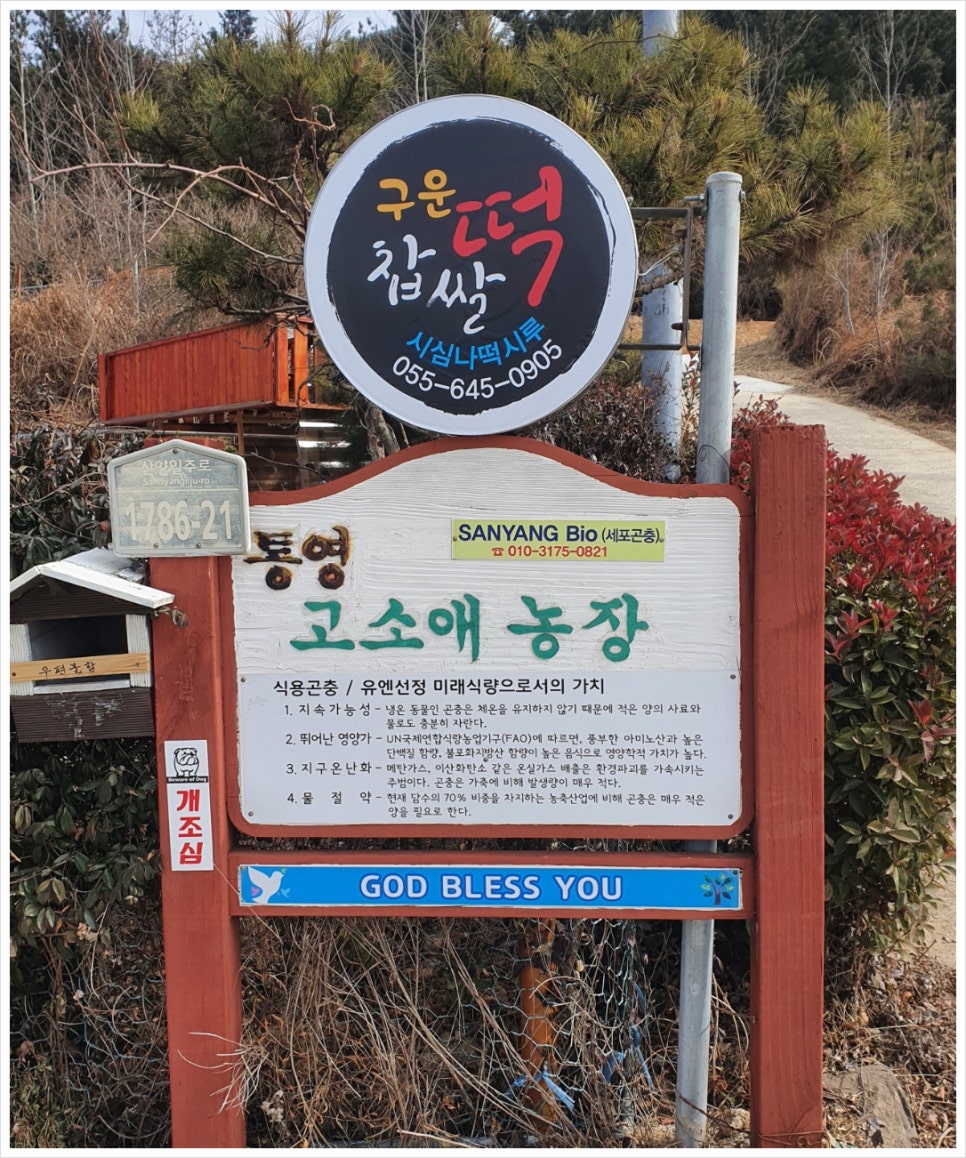 구운
떡
찹쌀
시심나떡시루
055-645-0905
산양일주로
Sanyangilju-ro
1786-21
통영
SANYANG Bio (세포곤충)
☎ 010-3175-0821
고소애 농장
우편물함
식용곤충 / 유엔선정 미래식량으로서의 가치
1. 지속가능성 - 냉온 동물인 곤충은 체온을 유지하지 않기 때문에 적은 양의 사료와
물로도 충분히 자란다.
2. 뛰어난 영양가 - UN국제연합식량농업기구(FAO)에 따르면, 풍부한 아미노산과 높은
단백질 함량, 불포화지방산 함량이 높은 음식으로 영양학적 가치가 높다.
3. 지구온난화 - 메탄가스, 이산화탄소 같은 온실가스 배출은 환경파괴를 가속시키는
주범이다. 곤충은 가축에 비해 발생량이 매우 적다.
4. 물 절약 - 현재 담수의 70% 비중을 차지하는 농축산업에 비해 곤충은 매우 적은
양을 필요로 한다.
Beware of Dog
개조심
GOD BLESS YOU